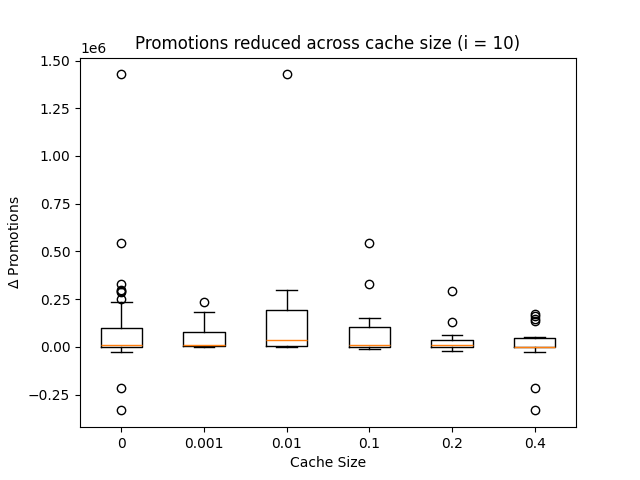 Promotions reduced across cache size (i = 10)
1e6
1.50
1.25
1.00
0.75
0.50
0.25
0.00
−0.25
Δ Promotions
0 0.001 0.01 0.1 0.2 0.4
Cache Size